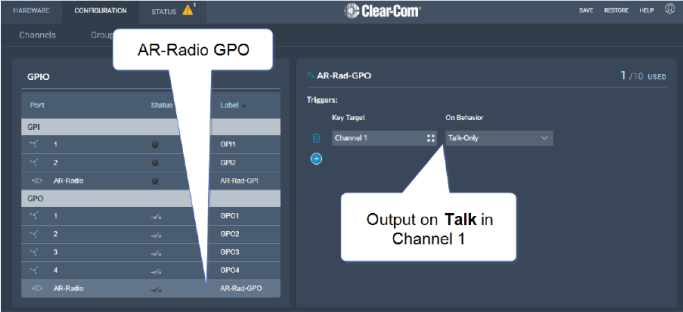 HARDWARE CONFIGURATION STATUS 1 Clear-Com SAVE RESTORE HELP
Channels Group
AR-Radio GPO
GPIO
Port Status Label
GPI
1 GPI1
2 GPI2
AR-Radio AR-Rad-GPI
GPO
1 GPO1
2 GPO2
3 GPO3
4 GPO4
AR-Radio AR-Rad-GPO
AR-Rad-GPO 1/10 USED
Triggers:
Key Target On Behavior
Channel 1 Talk-Only
Output on Talk in
Channel 1